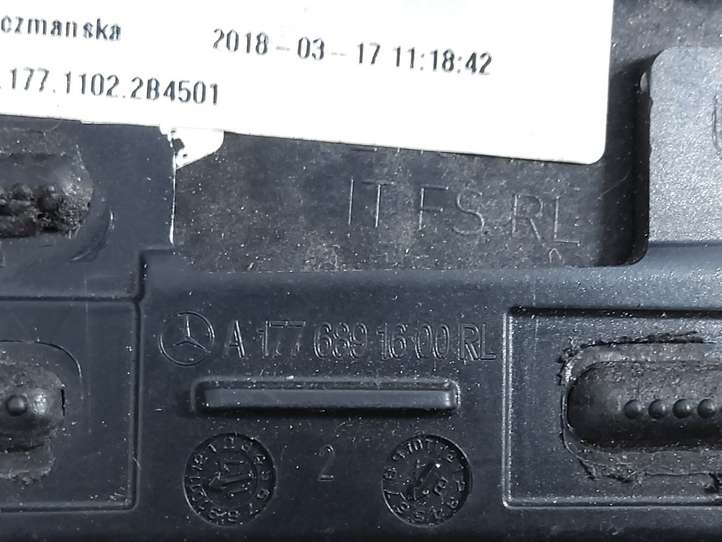 czmanska 2018-03-17 11:18:42
.177.1102.2B4501
IT FS RL
A 177 689 16 00 RL
2